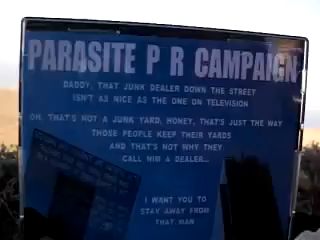 PARASITE P R CAMPAIGN
DADDY, THAT JUNK DEALER DOWN THE STREET
ISN'T AS NICE AS THE ONE ON TELEVISION
OH, THAT'S NOT A JUNK YARD, HONEY, THAT'S JUST THE WAY
THOSE PEOPLE KEEP THEIR YARDS
AND THAT'S NOT WHY THEY
CALL HIM A DEALER...
I WANT YOU TO
STAY AWAY FROM
THAT MAN